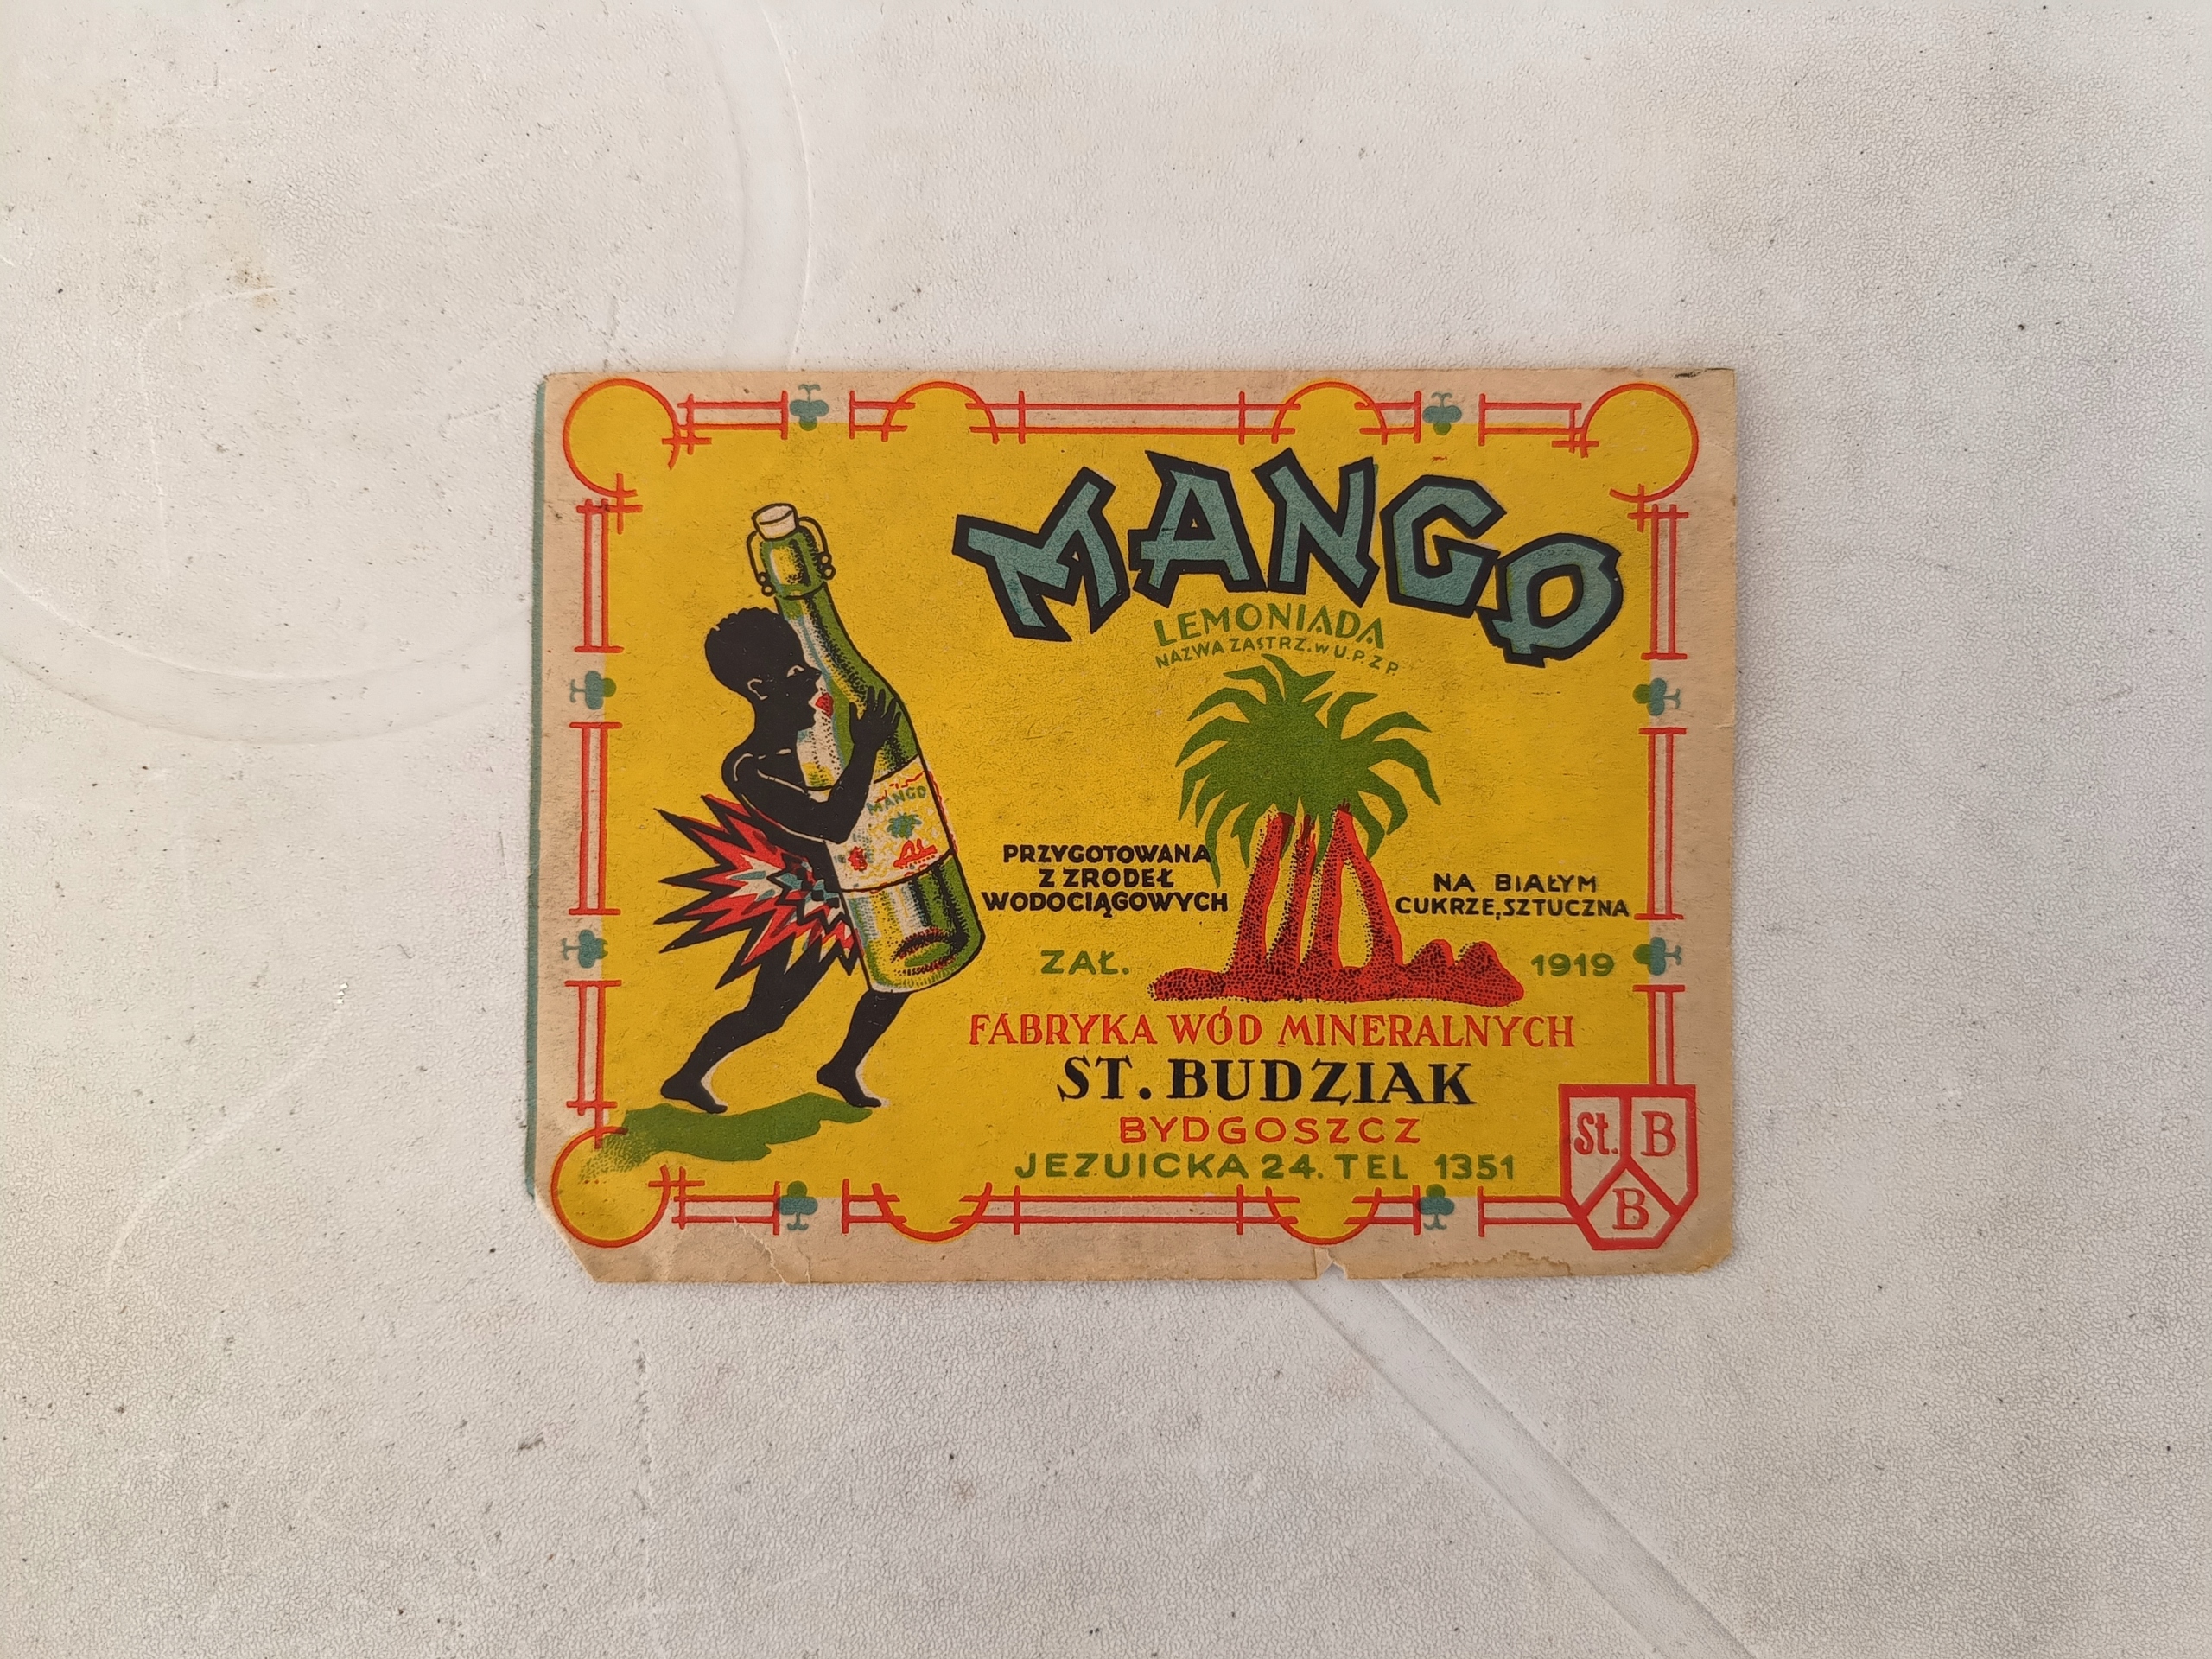 MANGO
LEMONIADA
NAZWA ZASTRZ. W U.P.Z P.
MANGO
PRZYGOTOWANA
Z ZRODEŁ
WODOCIĄGOWYCH
NA BIAŁYM
CUKRZE, SZTUCZNA
ZAŁ. 1919
FABRYKA WÓD MINERALNYCH
ST. BUDZIAK
BYDGOSZCZ
JEZUICKA 24. TEL 1351
St. B
B